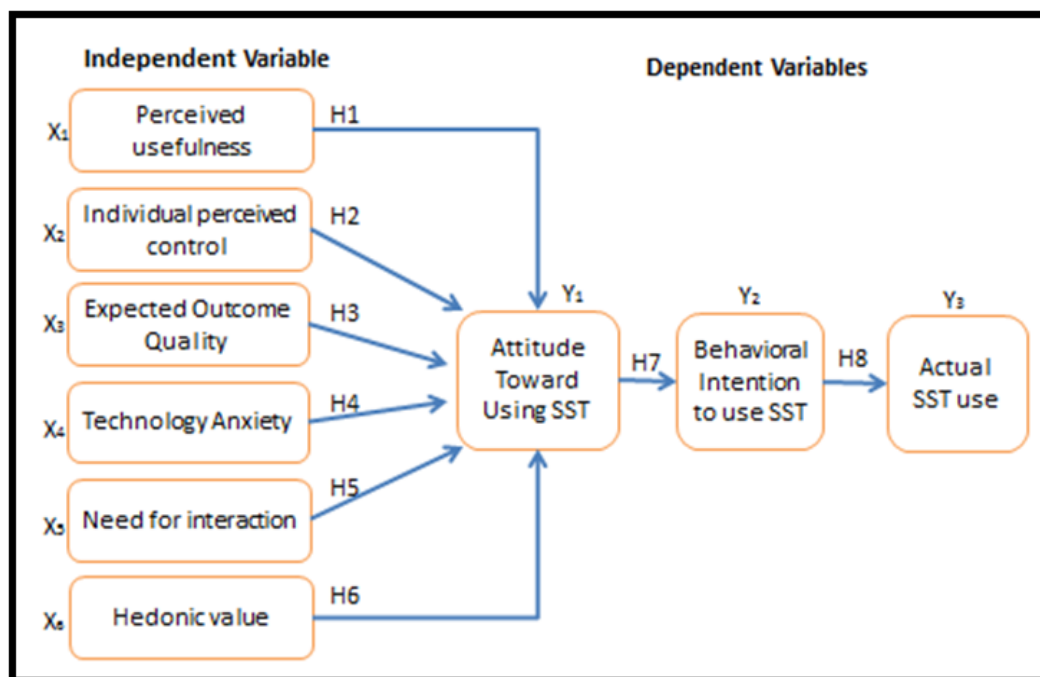 Independent Variable
Dependent Variables
X₁
Perceived
usefulness
H1
X₂
Individual perceived
control
H2
X₃
Expected Outcome
Quality
H3
X₄
Technology Anxiety
H4
X₅
Need for interaction
H5
X₆
Hedonic value
H6
Y₁
Attitude
Toward
Using SST
H7
Y₂
Behavioral
Intention
to use SST
H8
Y₃
Actual
SST use